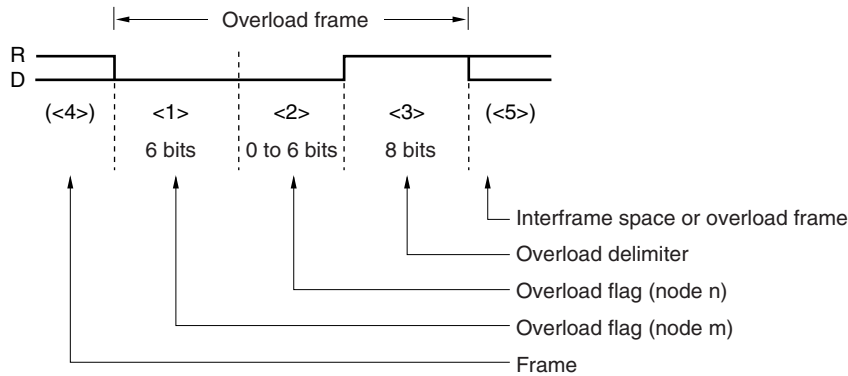 Overload frame
R
D
(<4>) <1> <2> <3> (<5>)
6 bits 0 to 6 bits 8 bits
Interframe space or overload frame
Overload delimiter
Overload flag (node n)
Overload flag (node m)
Frame